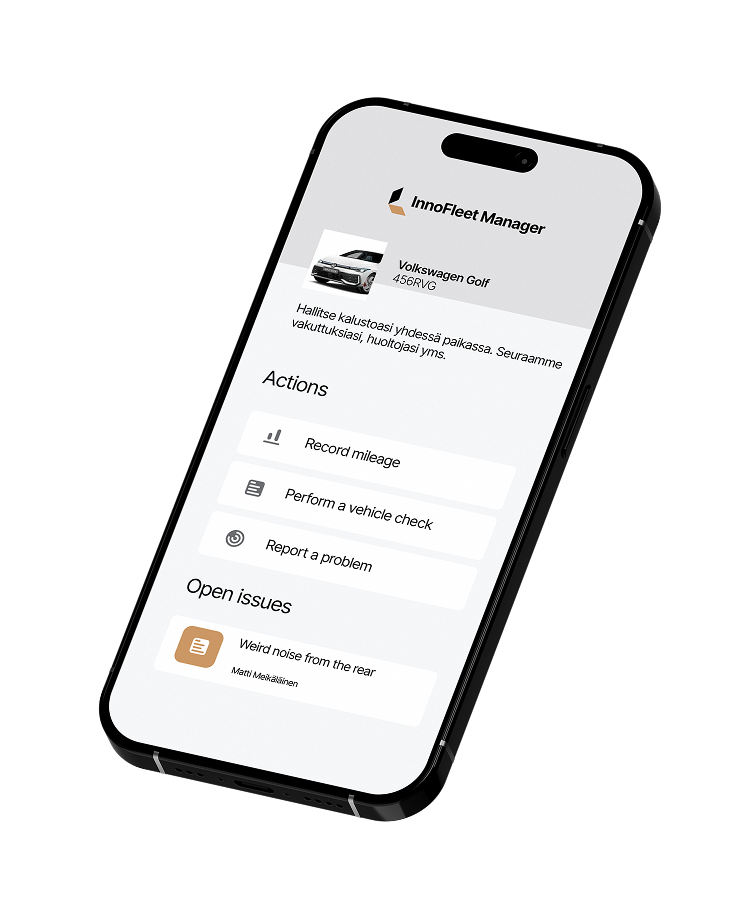 InnoFleet Manager
Volkswagen Golf
456RVG
Hallitse kalustoasi yhdessä paikassa. Seuraamme
vakuttuksiasi, huoltojasi yms.
Actions
Record mileage
Perform a vehicle check
Report a problem
Open issues
Weird noise from the rear
Matti Meikäläinen